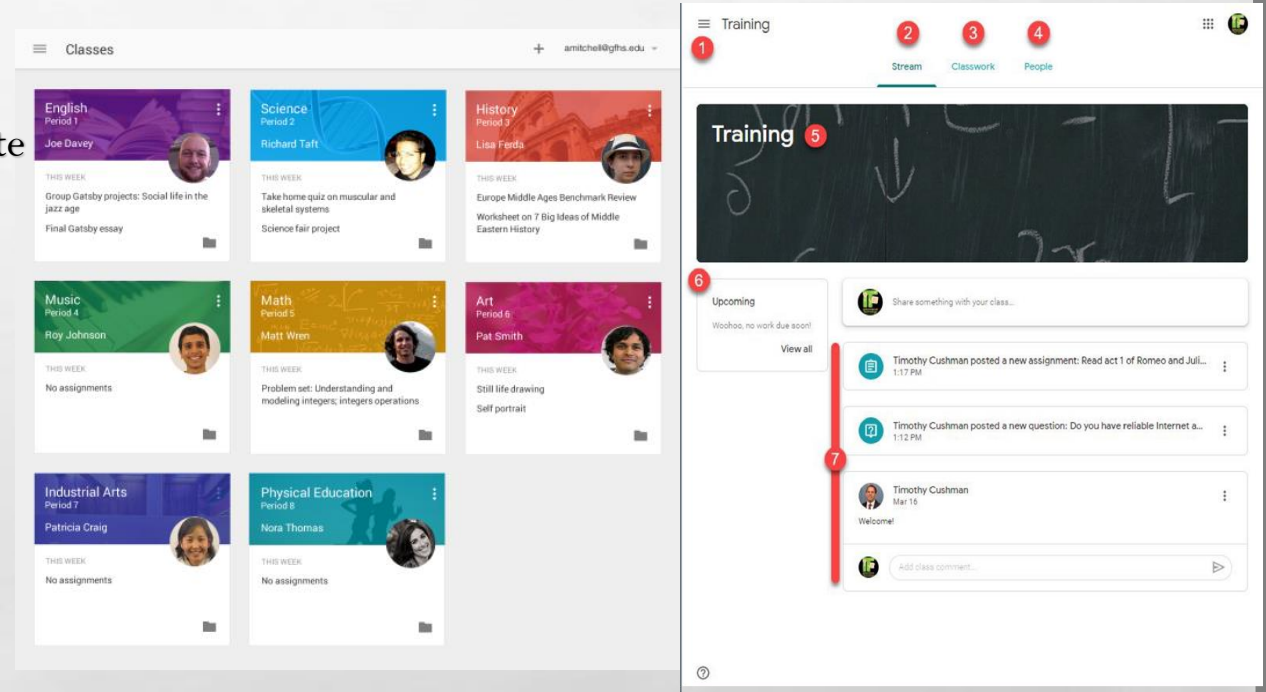 te
Classes
+ amitchell@gfhs.edu
English
Period 1
Joe Davey
THIS WEEK
Group Gatsby projects: Social life in the
jazz age
Final Gatsby essay
Science
Period 2
Richard Taft
THIS WEEK
Take home quiz on muscular and
skeletal systems
Science fair project
History
Period 3
Lisa Ferda
THIS WEEK
Europe Middle Ages Benchmark Review
Worksheet on 7 Big Ideas of Middle
Eastern History
Music
Period 4
Roy Johnson
THIS WEEK
No assignments
Math
Period 5
Matt Wren
THIS WEEK
Problem set: Understanding and
modeling integers; integers operations
Art
Period 6
Pat Smith
THIS WEEK
Still life drawing
Self portrait
Industrial Arts
Period 7
Patricia Craig
THIS WEEK
No assignments
Physical Education
Period 8
Nora Thomas
THIS WEEK
No assignments
Training
1
2
3
4
Stream
Classwork
People
Training 5
6
Upcoming
Woohoo, no work due soon!
View all
Share something with your class...
Timothy Cushman posted a new assignment: Read act 1 of Romeo and Juli...
1:17 PM
Timothy Cushman posted a new question: Do you have reliable Internet a...
1:12 PM
7
Timothy Cushman
Mar 16
Welcome!
Add class comment...